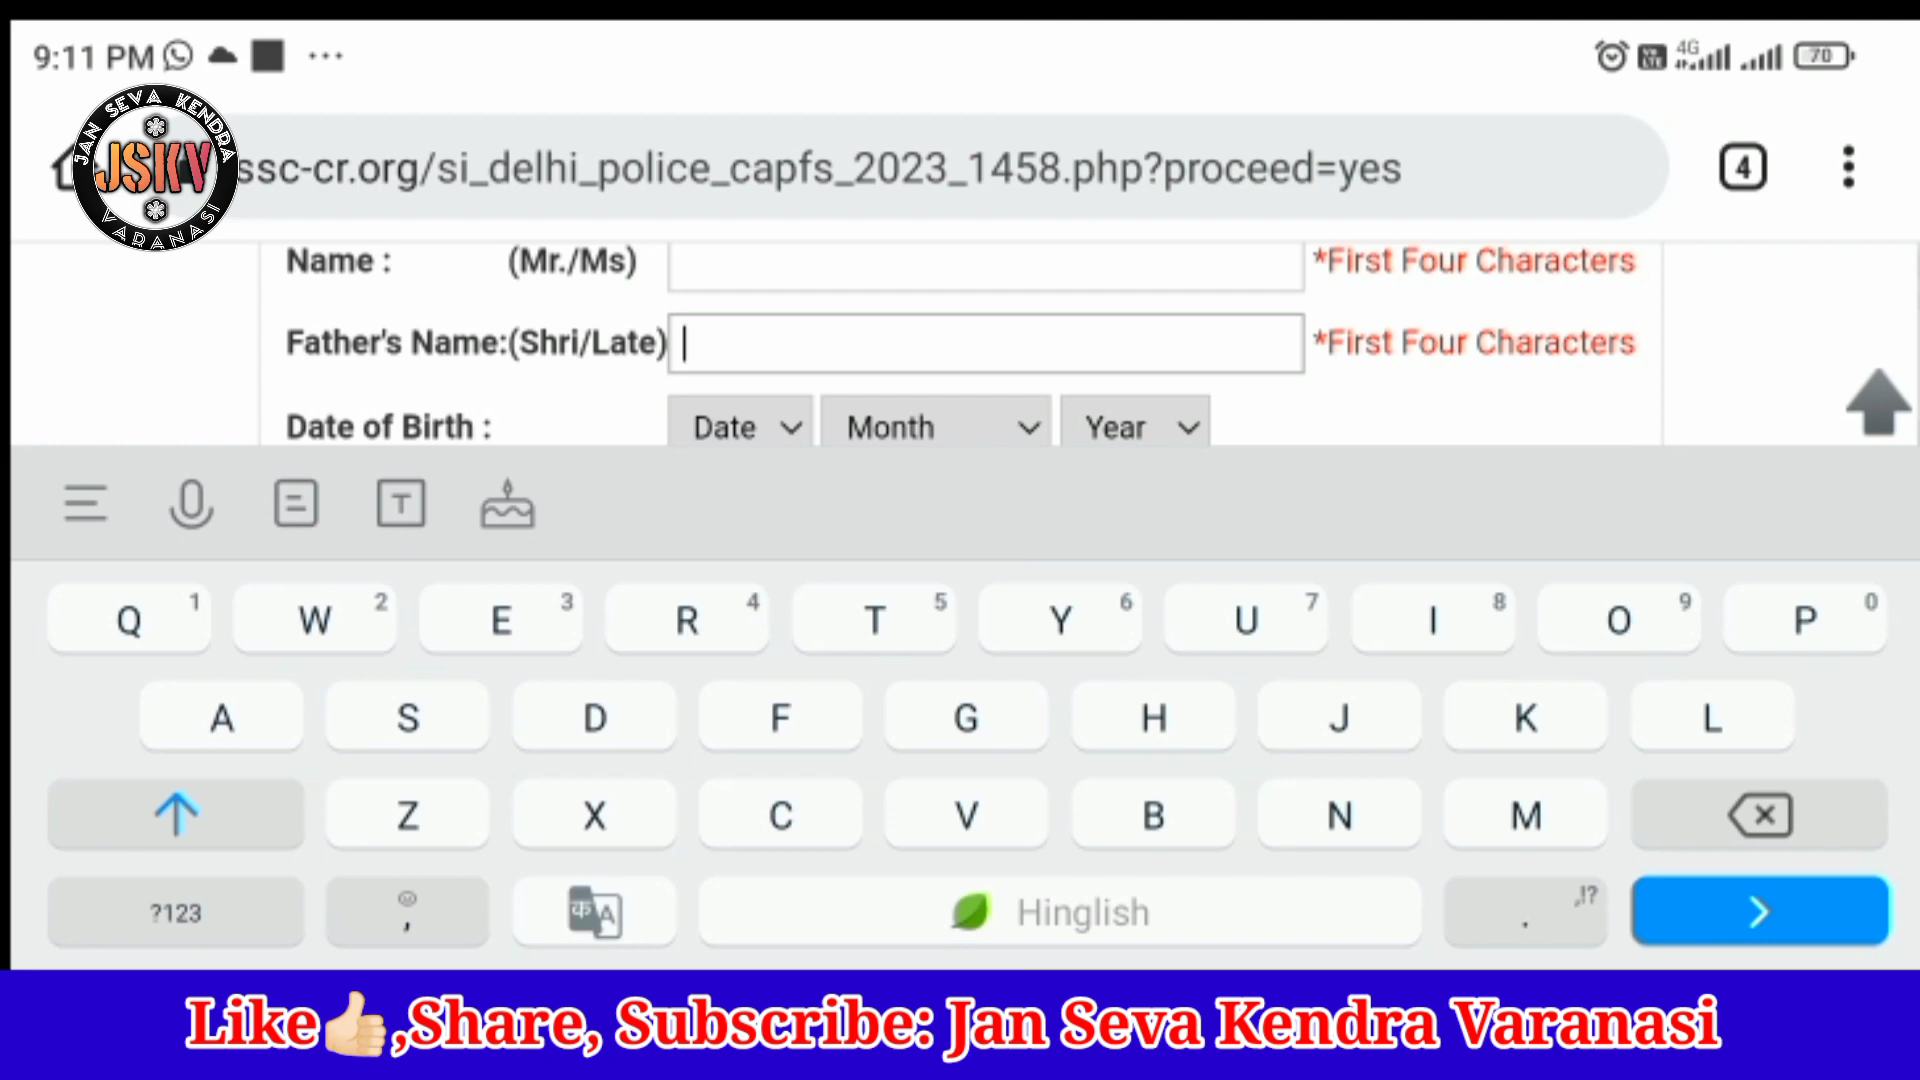 9:11 PM
4G
70
JAN SEVA KENDRA
JSKV
VARANASI
ssc-cr.org/si_delhi_police_capfs_2023_1458.php?proceed=yes
4
Name : (Mr./Ms) *First Four Characters
Father's Name:(Shri/Late) *First Four Characters
Date of Birth : Date Month Year
T
Q 1 W 2 E 3 R 4 T 5 Y 6 U 7 I 8 O 9 P 0
A S D F G H J K L
Z X C V B N M
?123 , क A Hinglish . ,!?
Like👍🏻,Share, Subscribe: Jan Seva Kendra Varanasi